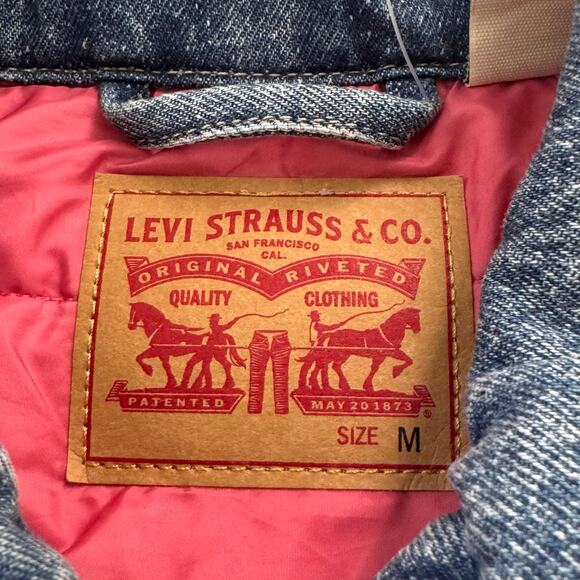 LEVI STRAUSS & CO.
SAN FRANCISCO
CAL.
ORIGINAL RIVETED
QUALITY CLOTHING
PATENTED MAY 20 1873 ®
SIZE M